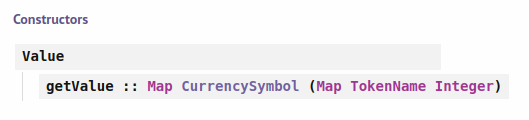 Constructors
Value
getValue :: Map CurrencySymbol (Map TokenName Integer)